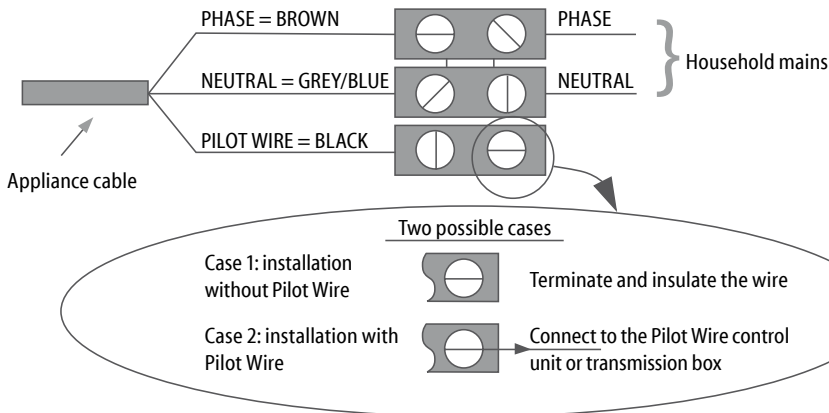 PHASE = BROWN
PHASE
NEUTRAL = GREY/BLUE
NEUTRAL
Household mains
PILOT WIRE = BLACK
Appliance cable
Two possible cases
Case 1: installation
without Pilot Wire
Terminate and insulate the wire
Case 2: installation with
Pilot Wire
Connect to the Pilot Wire control
unit or transmission box